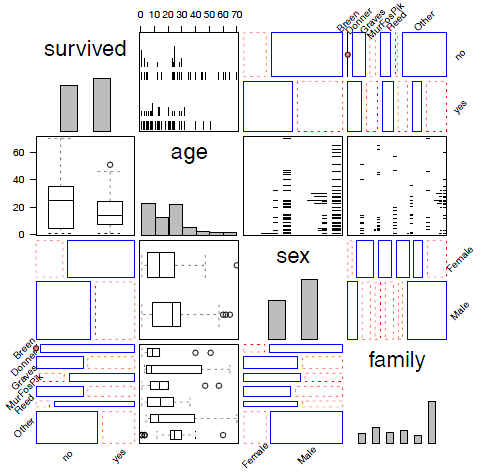 0 10 20 30 40 50 60 70
Breen
Donner
Graves
MurFosPik
Reed
Other
survived
no
yes
age
60
40
20
0
sex
Female
Male
family
Breen
Donner
Graves
MurFosPik
Reed
Other
no
yes
Female
Male